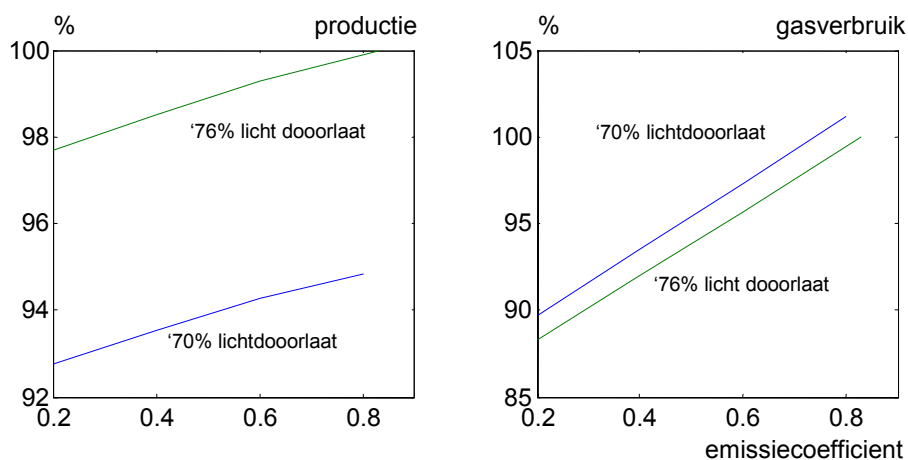 % productie
100
98
96
94
92
0.2 0.4 0.6 0.8
‘76% licht dooorlaat
‘70% lichtdooorlaat
% gasverbruik
105
100
95
90
85
0.2 0.4 0.6 0.8
‘70% lichtdooorlaat
‘76% licht dooorlaat
emissiecoefficient